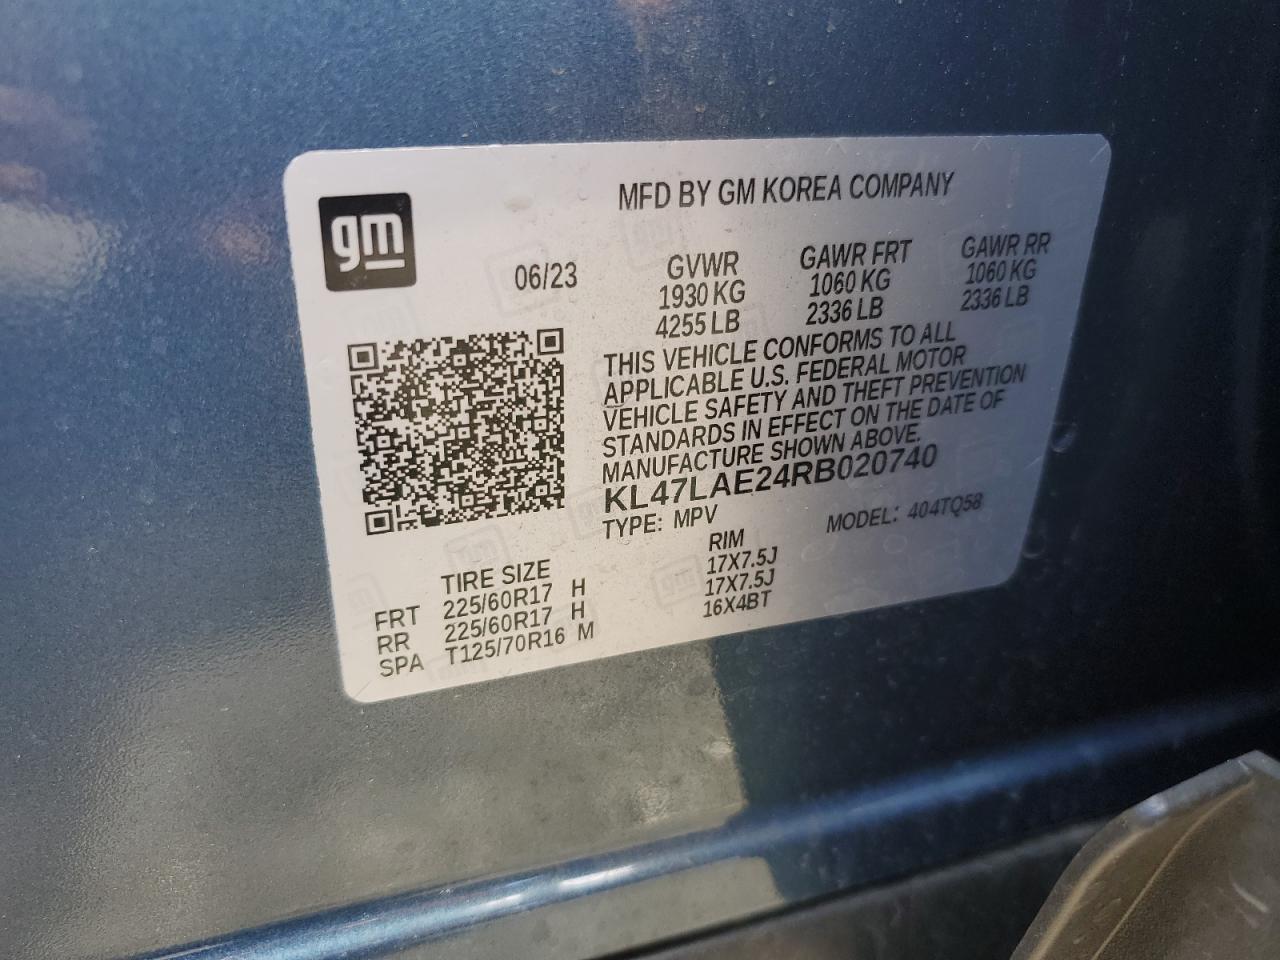 gm
MFD BY GM KOREA COMPANY
06/23
GVWR
1930 KG
4255 LB
GAWR FRT
1060 KG
2336 LB
GAWR RR
1060 KG
2336 LB
THIS VEHICLE CONFORMS TO ALL
APPLICABLE U.S. FEDERAL MOTOR
VEHICLE SAFETY AND THEFT PREVENTION
STANDARDS IN EFFECT ON THE DATE OF
MANUFACTURE SHOWN ABOVE.
KL47LAE24RB020740
TYPE: MPV MODEL: 404TQ58
TIRE SIZE RIM
FRT 225/60R17 H 17X7.5J
RR 225/60R17 H 17X7.5J
SPA T125/70R16 M 16X4BT